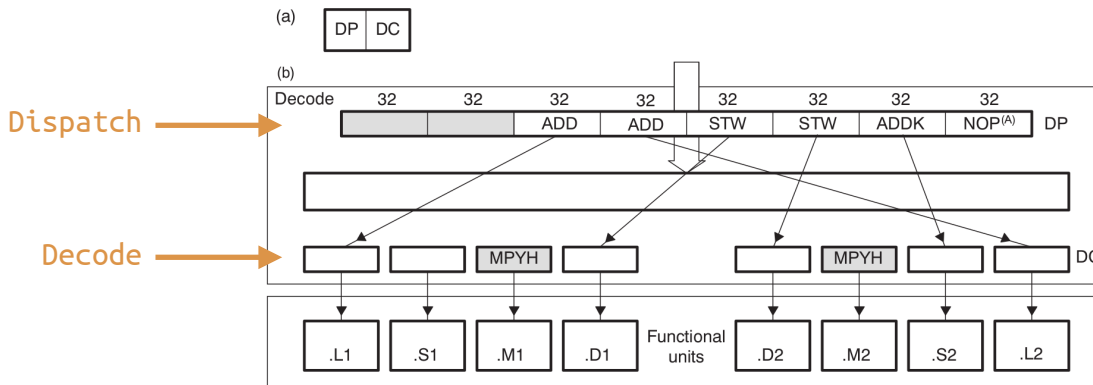 (a)
DP DC
(b)
Decode 32 32 32 32 32 32 32 32
Dispatch
ADD ADD STW STW ADDK NOP(A) DP
Decode
MPYH MPYH DC
.L1 .S1 .M1 .D1 Functional units .D2 .M2 .S2 .L2